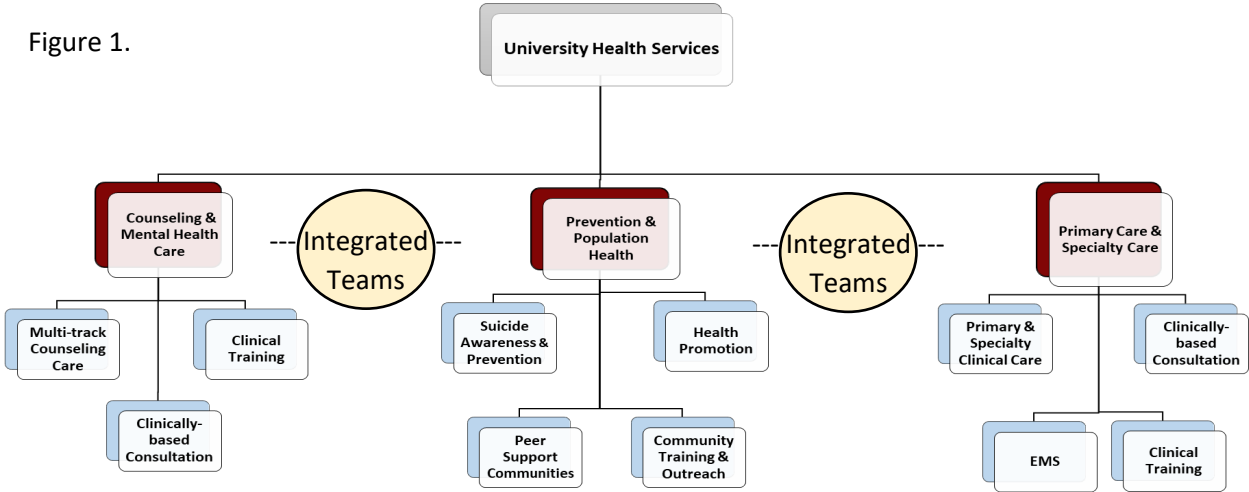 Figure 1.
University Health Services
Counseling &
Mental Health
Care
Integrated
Teams
Prevention &
Population
Health
Integrated
Teams
Primary Care &
Specialty Care
Multi-track
Counseling
Care
Clinical
Training
Clinically-
based
Consultation
Suicide
Awareness &
Prevention
Health
Promotion
Peer
Support
Communities
Community
Training &
Outreach
Primary &
Specialty
Clinical Care
Clinically-
based
Consultation
EMS
Clinical
Training